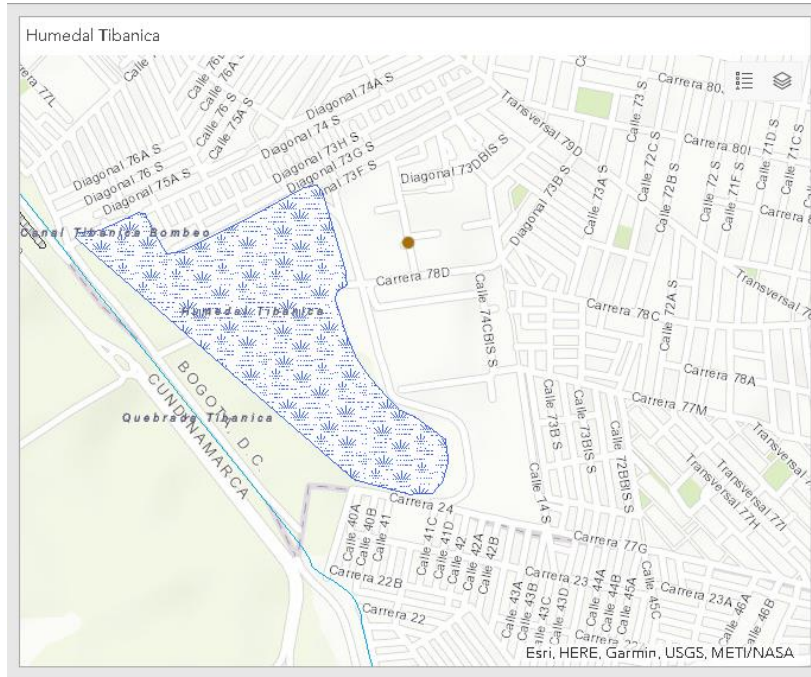 Humedal Tibanica
Carrera 77L
Calle 76 S
Calle 76A S
Calle 75A S
Diagonal 74A S
Diagonal 74 S
Diagonal 73H S
Diagonal 73G S
Diagonal 76A S
Diagonal 76 S
Diagonal 75A S
Diagonal 73DBIS S
Transversal 79D
Calle 73 S
Carrera 80I
Calle 72C S
Calle 72B S
Calle 72 S
Calle 71F S
Calle 71D S
Calle 71C S
Calle 73A S
Diagonal 73B S
Canal Tibanica Bombeo
Carrera 78D
Humedal Tibanica
Calle 74CBIS S
Carrera 78C
Calle 72A S
Carrera 78A
Carrera 77M
BOGOTÁ, D.C.
CUNDINAMARCA
Quebrada Tibanica
Calle 73B S
Calle 73BIS S
Calle 72BBIS S
Transversal 77I
Transversal 77H
Calle 74 S
Carrera 24
Carrera 77G
Calle 40A
Calle 40B
Calle 41
Calle 41C
Calle 41D
Calle 42
Calle 42A
Calle 42B
Carrera 22B
Carrera 22
Calle 43A
Calle 43B
Calle 43C
Calle 43D
Carrera 23
Calle 44A
Calle 44B
Calle 45A
Calle 45C
Carrera 23A
Calle 46A
Calle 46B
Esri, HERE, Garmin, USGS, METI/NASA